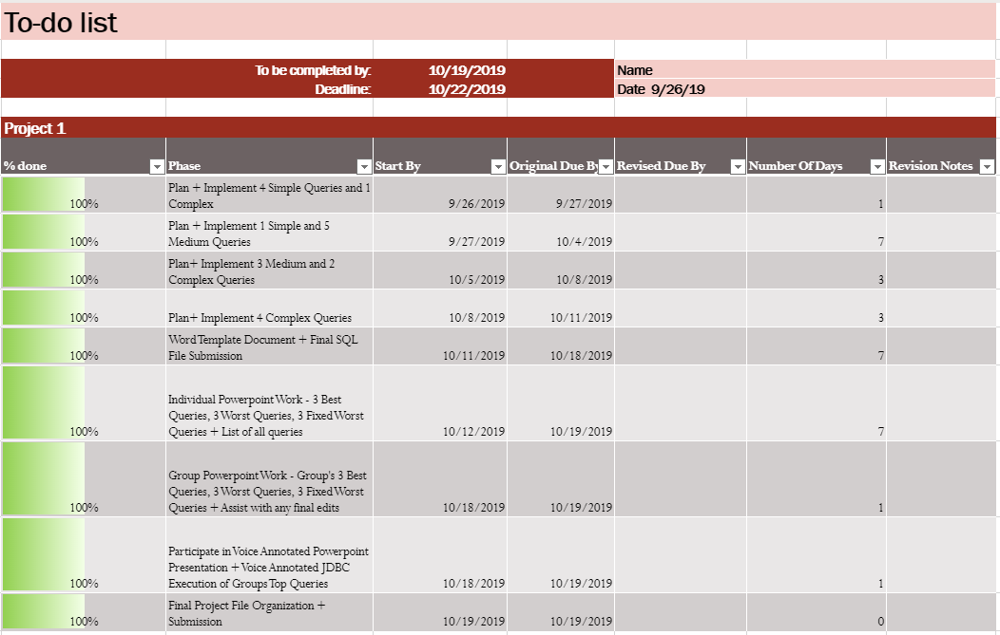 To-do list
To be completed by: 10/19/2019 Name
Deadline: 10/22/2019 Date 9/26/19
Project 1
% done Phase Start By Original Due By Revised Due By Number Of Days Revision Notes
Plan + Implement 4 Simple Queries and 1
100% Complex 9/26/2019 9/27/2019 1
Plan + Implement 1 Simple and 5
100% Medium Queries 9/27/2019 10/4/2019 7
Plan+ Implement 3 Medium and 2
100% Complex Queries 10/5/2019 10/8/2019 3
100% Plan+ Implement 4 Complex Queries 10/8/2019 10/11/2019 3
Word Template Document + Final SQL
100% File Submission 10/11/2019 10/18/2019 7
Individual Powerpoint Work - 3 Best
Queries, 3 Worst Queries, 3 Fixed Worst
100% Queries + List of all queries 10/12/2019 10/19/2019 7
Group Powerpoint Work - Group's 3 Best
Queries, 3 Worst Queries, 3 Fixed Worst
100% Queries + Assist with any final edits 10/18/2019 10/19/2019 1
Participate in Voice Annotated Powerpoint
Presentation + Voice Annotated JDBC
100% Execution of Groups Top Queries 10/18/2019 10/19/2019 1
Final Project File Organization +
100% Submission 10/19/2019 10/19/2019 0